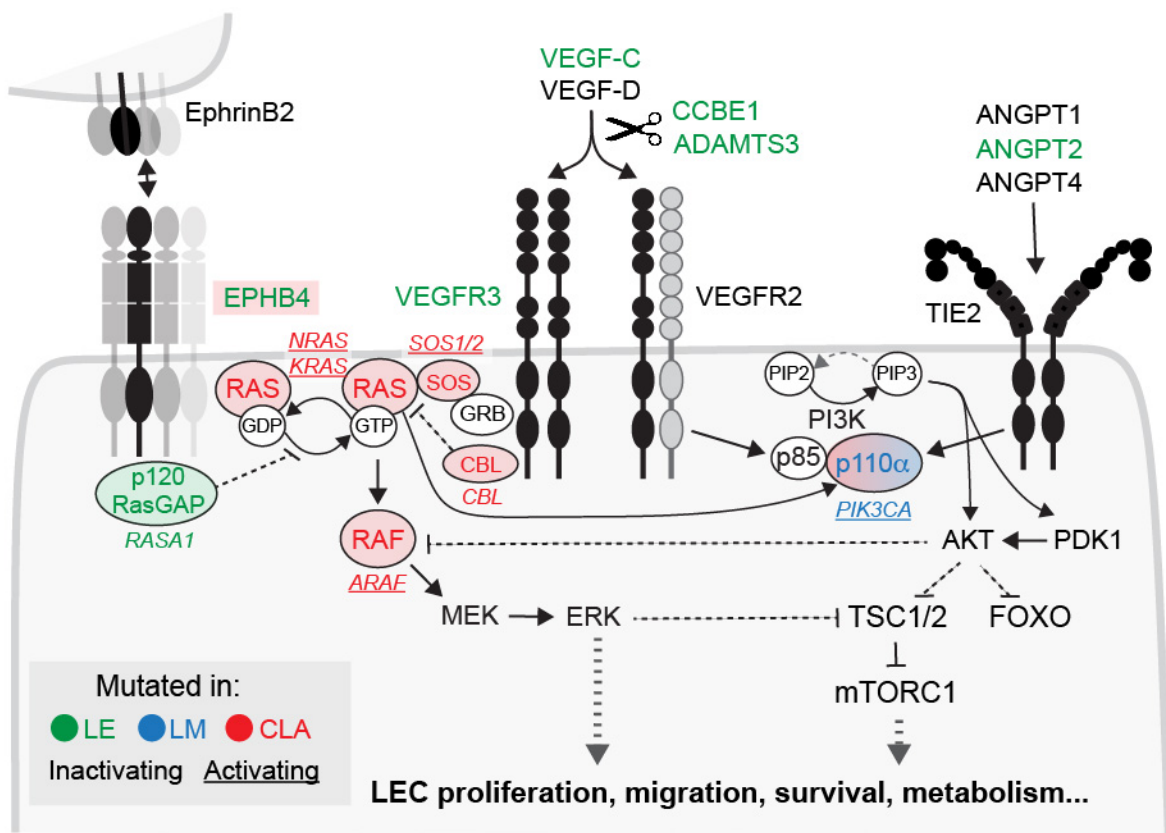 VEGF-C
VEGF-D
CCBE1
ADAMTS3
EphrinB2
ANGPT1
ANGPT2
ANGPT4
EPHB4
VEGFR3
VEGFR2
TIE2
NRAS
KRAS
SOS1/2
RAS
RAS
SOS
GRB
GDP
GTP
PIP2
PIP3
PI3K
p85
p110α
PIK3CA
CBL
CBL
p120
RasGAP
RASA1
RAF
ARAF
AKT
PDK1
MEK
ERK
TSC1/2
FOXO
mTORC1
Mutated in:
LE LM CLA
Inactivating Activating
LEC proliferation, migration, survival, metabolism...